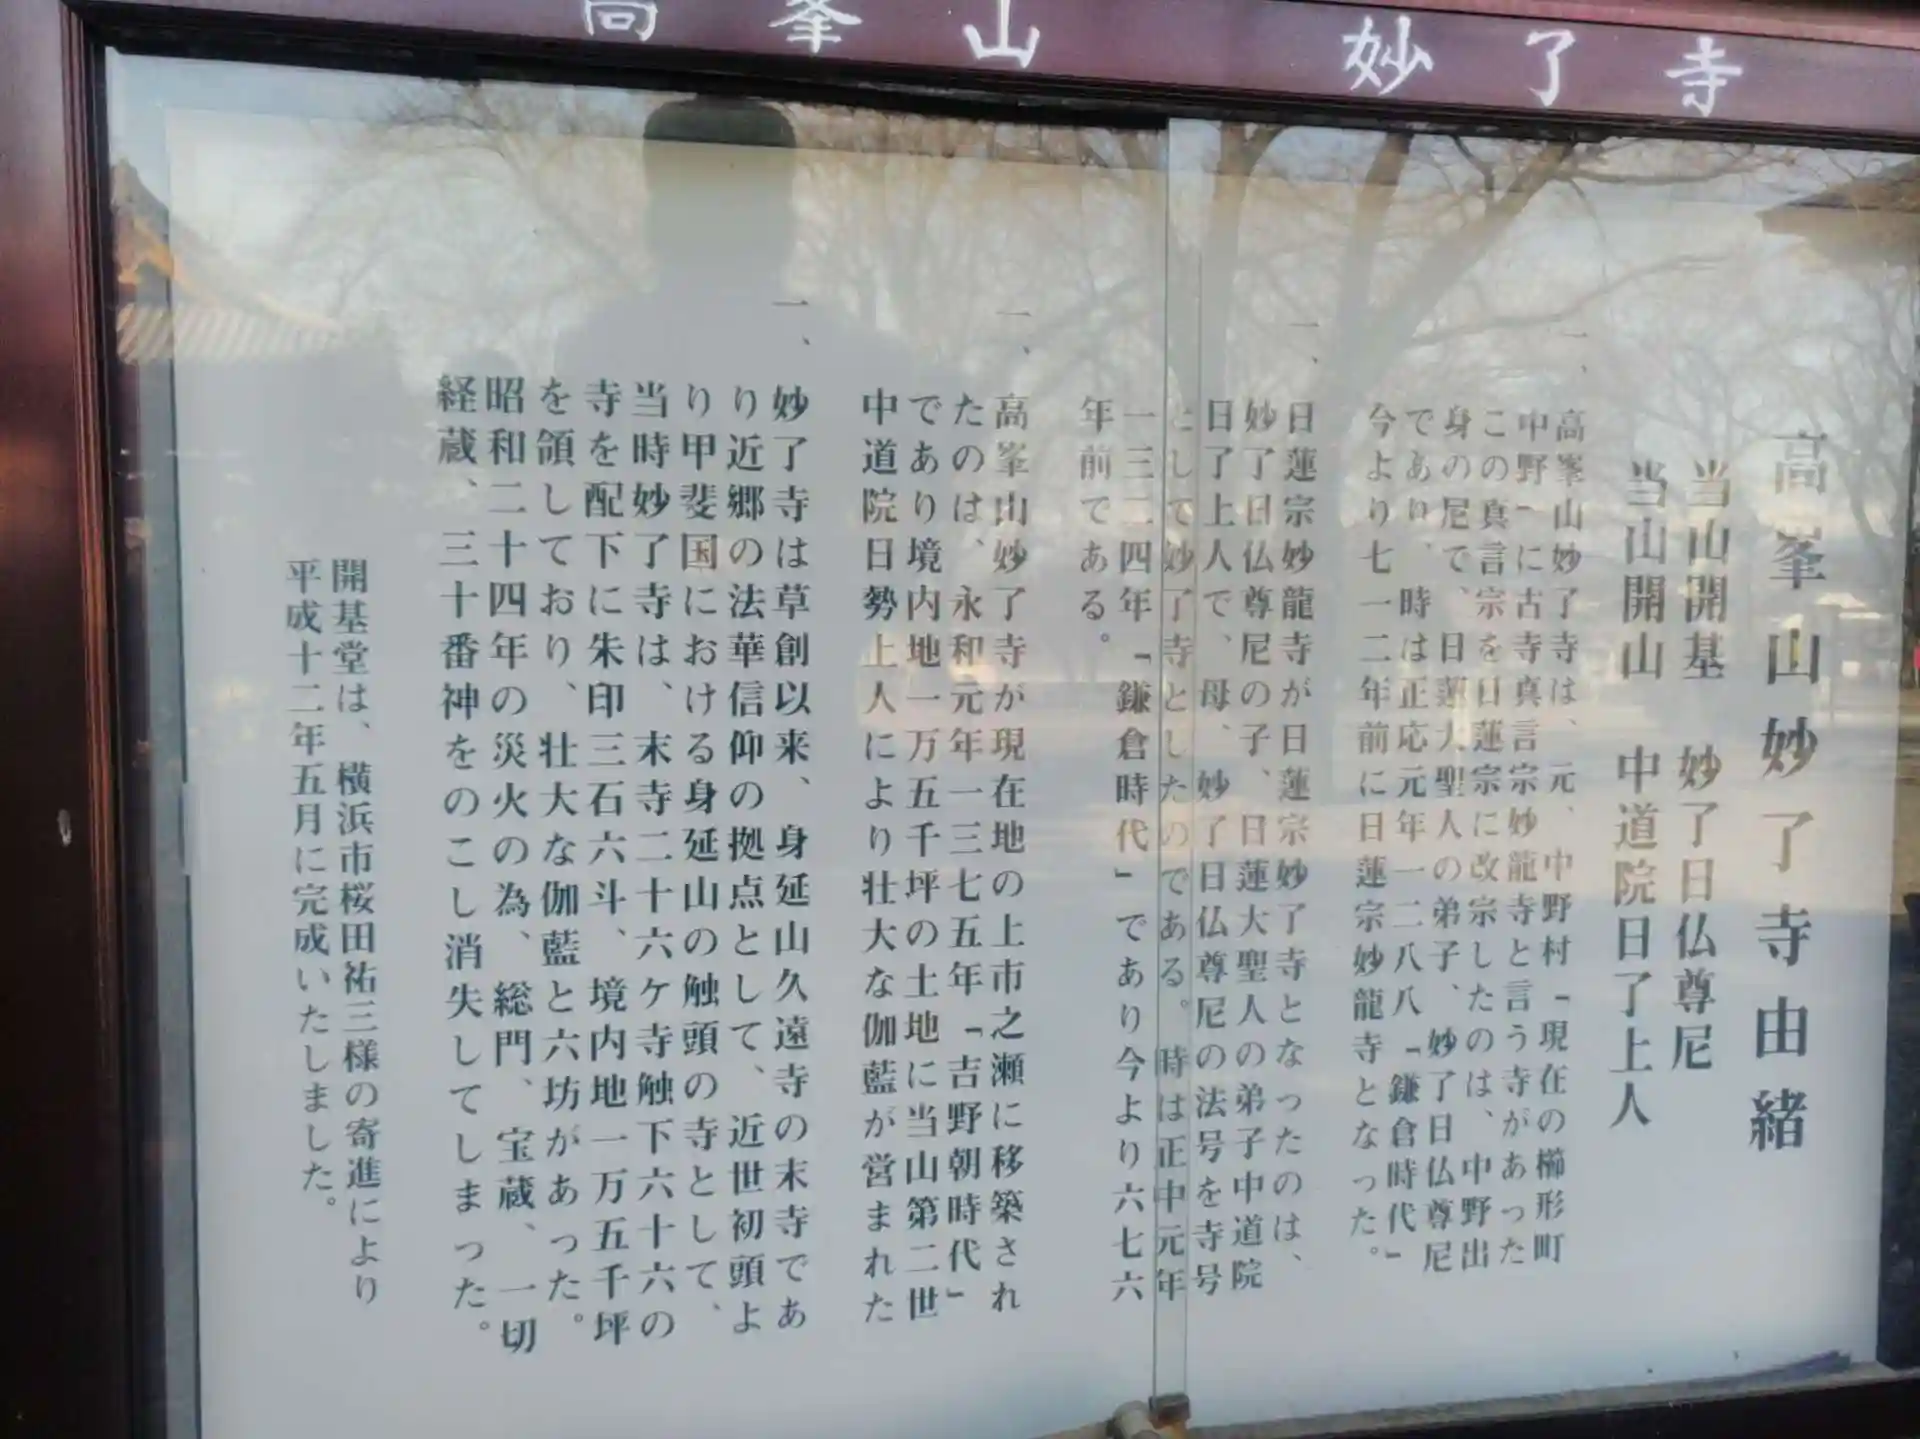 高峯山 妙了寺
高峯山妙了寺由緒
当山開基 妙了日仏尊尼
当山開山 中道院日了上人
一、高峯山妙了寺は、元、中野村「現在の櫛形町
中野」に古寺真言宗妙龍寺と言う寺があった
この真言宗を日蓮宗に改宗したのは、中野出
身の尼で、日蓮大聖人の弟子、妙了日仏尊尼
であり、時は正応元年一二八八「鎌倉時代」
今より七一二年前に日蓮宗妙龍寺となった。
一、日蓮宗妙龍寺が日蓮宗妙了寺となったのは、
妙了日仏尊尼の子、日蓮大聖人の弟子中道院
日了上人で、母、妙了日仏尊尼の法号を寺号
として妙了寺としたのである。時は正中元年
一三二四年「鎌倉時代」であり今より六七六
年前である。
一、高峯山妙了寺が現在地の上市之瀬に移築され
たのは、永和元年一三七五年「吉野朝時代」
であり境内地一万五千坪の土地に当山第二世
中道院日勢上人により壮大な伽藍が営まれた
一、妙了寺は草創以来、身延山久遠寺の末寺であ
り近郷の法華信仰の拠点として、近世初頭よ
り甲斐国における身延山の触頭の寺として、
当時妙了寺は、末寺二十六ケ寺触下六十六の
寺を配下に朱印三石六斗、境内地一万五千坪
を領しており、壮大な伽藍と六坊があった。
昭和二十四年の災火の為、総門、宝蔵、一切
経蔵、三十番神をのこし消失してしまった。
開基堂は、横浜市桜田祐三様の寄進により
平成十二年五月に完成いたしました。